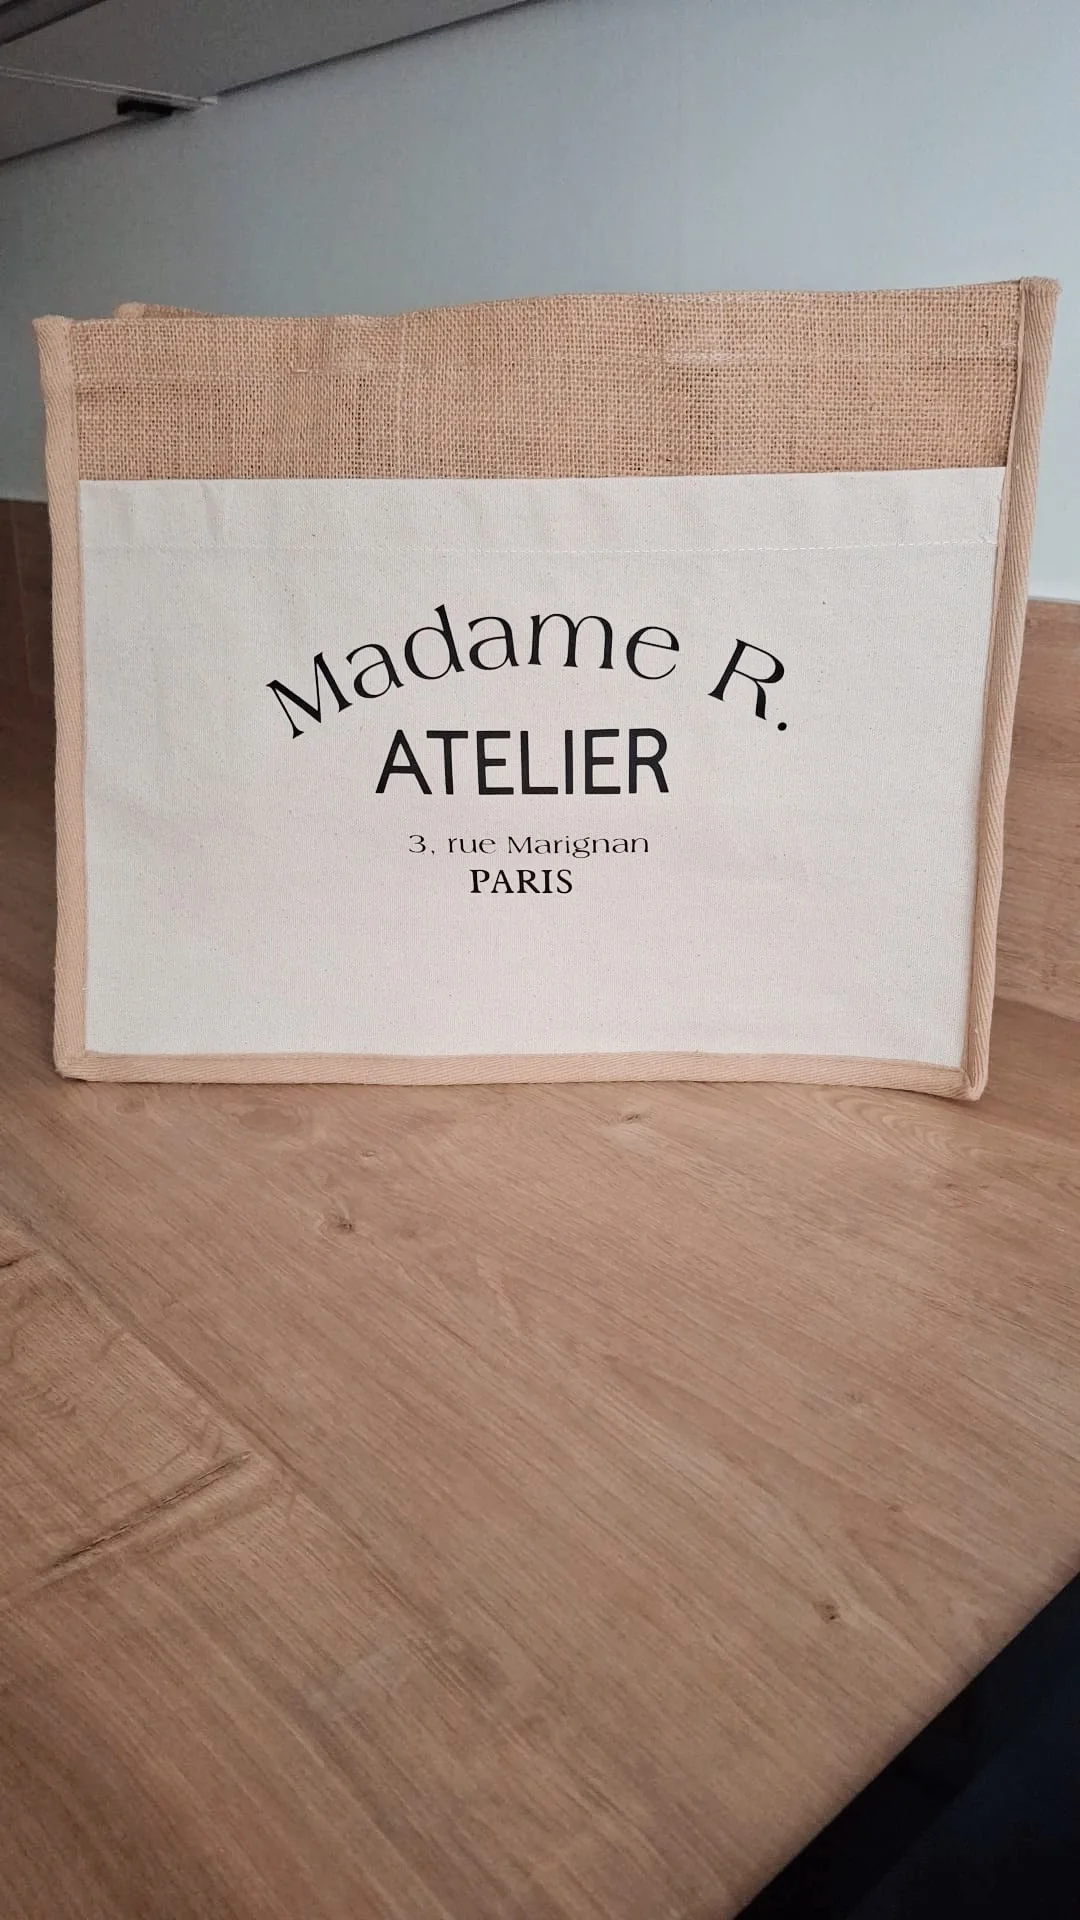 Madame R.
ATELIER
3, rue Marignan
PARIS